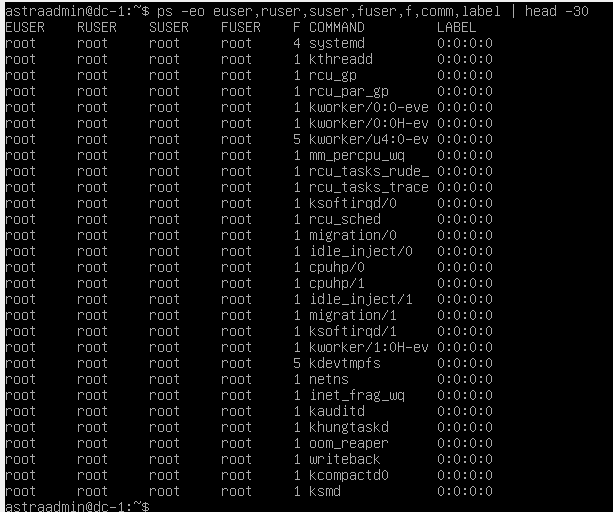 astraadmin@dc-1:~$ ps -eo euser,ruser,suser,fuser,f,comm,label | head -30
EUSER    RUSER    SUSER    FUSER    F COMMAND         LABEL
root     root     root     root     4 systemd         0:0:0:0
root     root     root     root     1 kthreadd        0:0:0:0
root     root     root     root     1 rcu_gp          0:0:0:0
root     root     root     root     1 rcu_par_gp      0:0:0:0
root     root     root     root     1 kworker/0:0-eve 0:0:0:0
root     root     root     root     1 kworker/0:0H-ev 0:0:0:0
root     root     root     root     5 kworker/u4:0-ev 0:0:0:0
root     root     root     root     1 mm_percpu_wq    0:0:0:0
root     root     root     root     1 rcu_tasks_rude_ 0:0:0:0
root     root     root     root     1 rcu_tasks_trace 0:0:0:0
root     root     root     root     1 ksoftirqd/0     0:0:0:0
root     root     root     root     1 rcu_sched       0:0:0:0
root     root     root     root     1 migration/0     0:0:0:0
root     root     root     root     1 idle_inject/0   0:0:0:0
root     root     root     root     1 cpuhp/0         0:0:0:0
root     root     root     root     1 cpuhp/1         0:0:0:0
root     root     root     root     1 idle_inject/1   0:0:0:0
root     root     root     root     1 migration/1     0:0:0:0
root     root     root     root     1 ksoftirqd/1     0:0:0:0
root     root     root     root     1 kworker/1:0H-ev 0:0:0:0
root     root     root     root     5 kdevtmpfs       0:0:0:0
root     root     root     root     1 netns           0:0:0:0
root     root     root     root     1 inet_frag_wq    0:0:0:0
root     root     root     root     1 kauditd         0:0:0:0
root     root     root     root     1 khungtaskd      0:0:0:0
root     root     root     root     1 oom_reaper      0:0:0:0
root     root     root     root     1 writeback       0:0:0:0
root     root     root     root     1 kcompactd0      0:0:0:0
root     root     root     root     1 ksmd            0:0:0:0
astraadmin@dc-1:~$